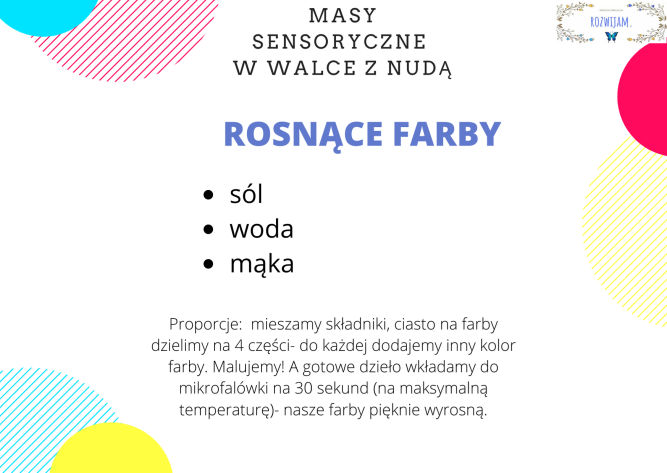 MASY
SENSORYCZNE
W WALCE Z NUDĄ
ROZWIJAM.
ROSNĄCE FARBY
• sól
• woda
• mąka
Proporcje:  mieszamy składniki, ciasto na farby
dzielimy na 4 części- do każdej dodajemy inny kolor
farby. Malujemy! A gotowe dzieło wkładamy do
mikrofalówki na 30 sekund (na maksymalną
temperaturę)- nasze farby pięknie wyrosną.